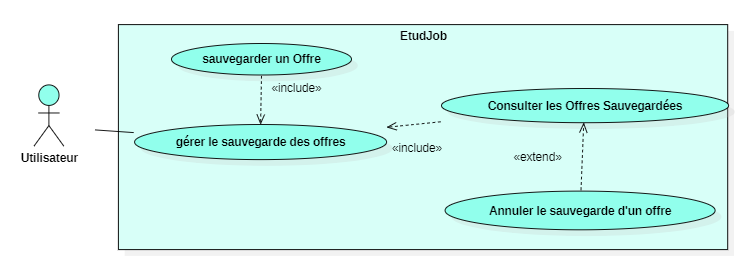 EtudJob
sauvegarder un Offre
«include»
Consulter les Offres Sauvegardées
gérer le sauvegarde des offres
«include»
Utilisateur
«extend»
Annuler le sauvegarde d'un offre